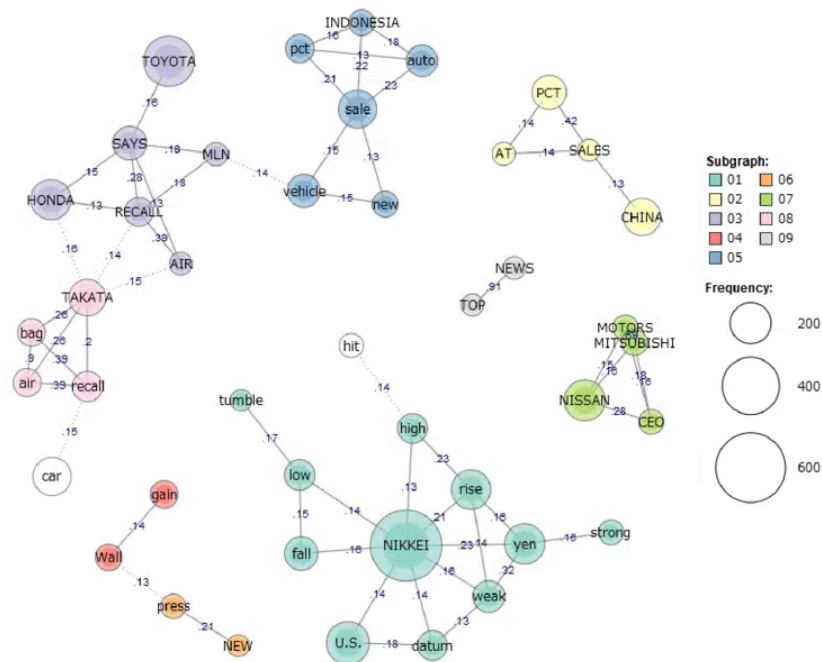 INDONESIA
.16
.18
pct
.13
auto
.22
.21
.23
sale
TOYOTA
.16
SAYS
.18
MLN
.15
.28
.18
.14
HONDA
.13
RECALL
.13
.39
AIR
.16
.14
.15
.15
.13
vehicle
.15
new
PCT
.14
.42
AT
.14
SALES
.13
CHINA
Subgraph:
01
06
02
07
03
08
04
09
05
NEWS
.91
TOP
TAKATA
.26
bag
.26
.2
.9
.39
air
.39
recall
.15
car
Frequency:
200
400
600
MOTORS
MITSUBISHI
.15
.16
.18
.16
NISSAN
.28
CEO
hit
.14
tumble
.17
high
.23
low
.13
rise
.14
.15
.21
.16
fall
.16
NIKKEI
.23
.14
yen
.16
strong
.16
.32
weak
.14
.14
.13
U.S.
.18
datum
gain
.14
Wall
.13
press
.21
NEW